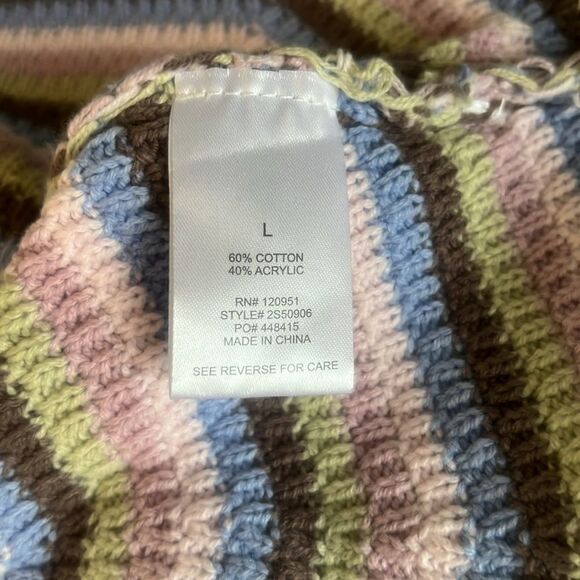 L
60% COTTON
40% ACRYLIC
RN# 120951
STYLE# 2S50906
PO# 448415
MADE IN CHINA
SEE REVERSE FOR CARE